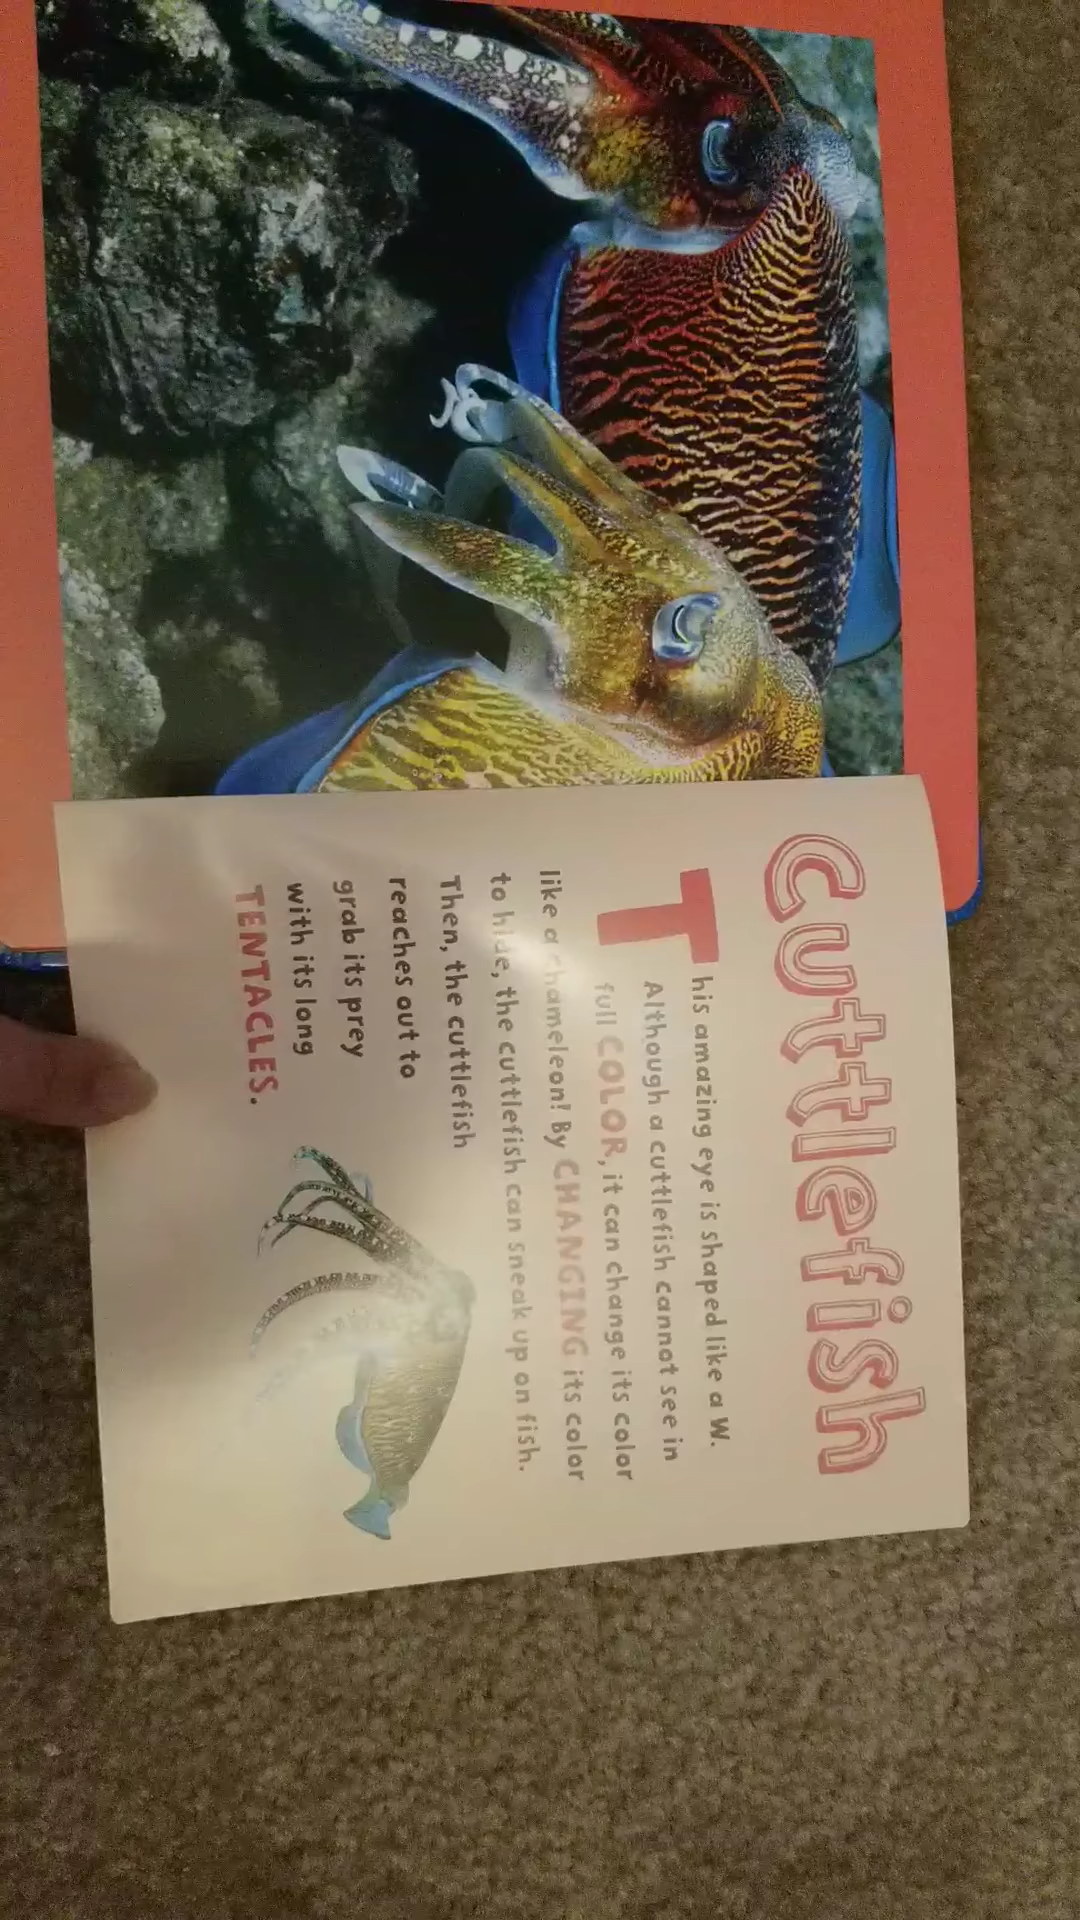 Cuttlefish
This amazing eye is shaped like a W.
Although a cuttlefish cannot see in
full COLOR, it can change its color
like a chameleon! By CHANGING its color
to hide, the cuttlefish can sneak up on fish.
Then, the cuttlefish
reaches out to
grab its prey
with its long
TENTACLES.